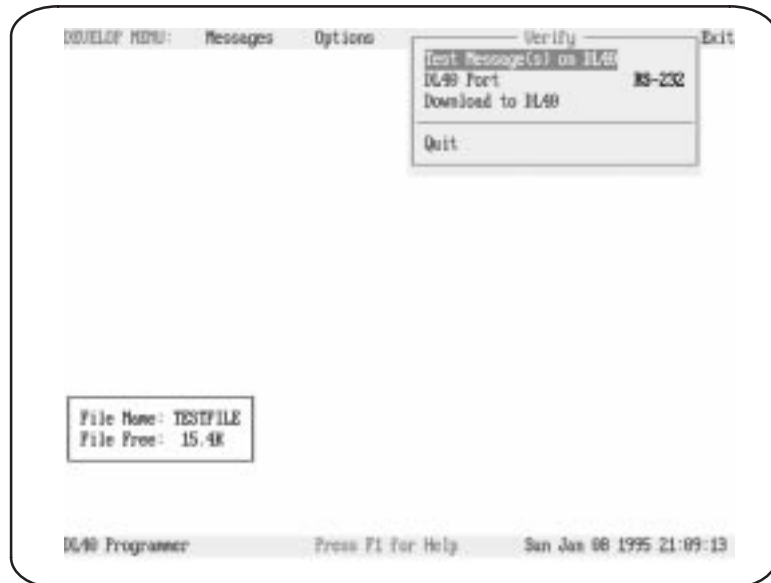 DEVELOP MENU: Messages Options Verify Exit
Test Message(s) on DL40
DL40 Port RS-232
Download to DL40
Quit
File Name: TESTFILE
File Free: 15.4K
DL40 Programmer Press F1 for Help Sun Jan 08 1995 21:09:13